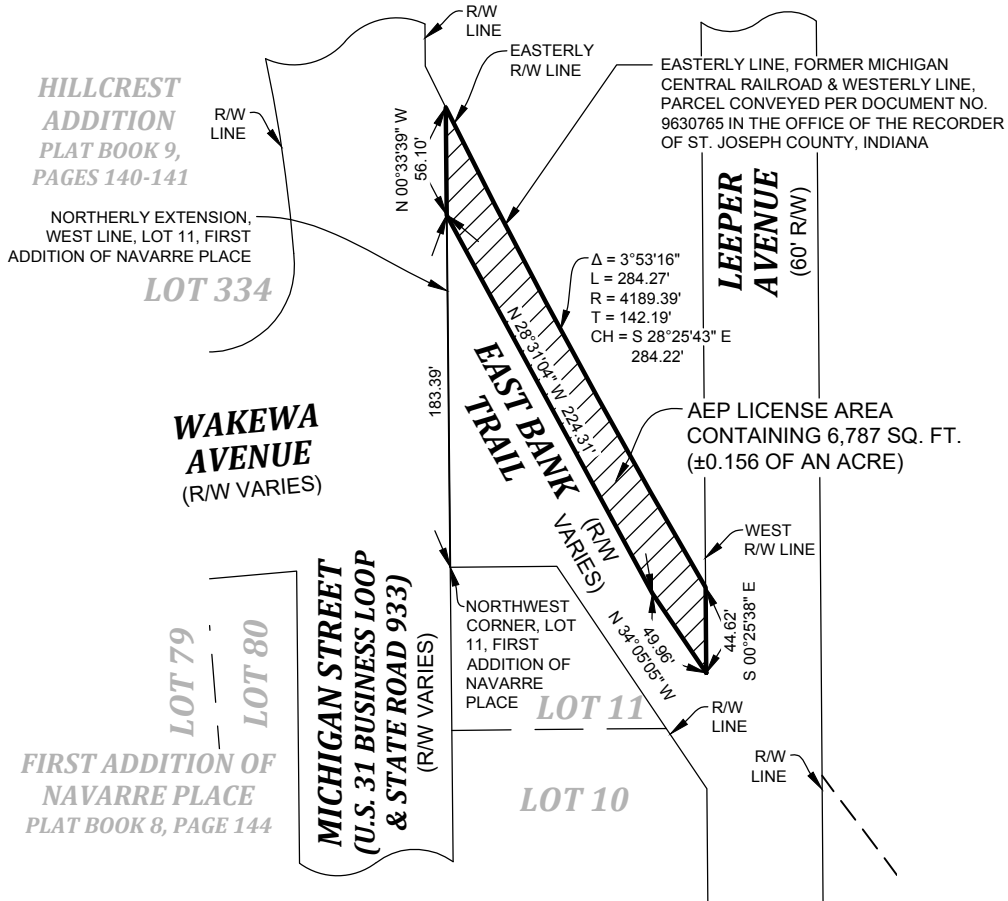 R/W
LINE
EASTERLY
R/W LINE
EASTERLY LINE, FORMER MICHIGAN
CENTRAL RAILROAD & WESTERLY LINE,
PARCEL CONVEYED PER DOCUMENT NO.
9630765 IN THE OFFICE OF THE RECORDER
OF ST. JOSEPH COUNTY, INDIANA
HILLCREST
ADDITION
PLAT BOOK 9,
PAGES 140-141
R/W
LINE
N 00°33'39" W
56.10'
LEEPER
AVENUE
(60' R/W)
NORTHERLY EXTENSION,
WEST LINE, LOT 11, FIRST
ADDITION OF NAVARRE PLACE
LOT 334
Δ = 3°53'16"
L = 284.27'
R = 4189.39'
T = 142.19'
CH = S 28°25'43" E
284.22'
N 28°31'04" W 224.31'
EAST BANK
TRAIL
(R/W
VARIES)
183.39'
WAKEWA
AVENUE
(R/W VARIES)
AEP LICENSE AREA
CONTAINING 6,787 SQ. FT.
(±0.156 OF AN ACRE)
WEST
R/W LINE
44.62'
S 00°25'38" E
49.96'
N 34°05'05" W
MICHIGAN STREET
(U.S. 31 BUSINESS LOOP
& STATE ROAD 933)
(R/W VARIES)
NORTHWEST
CORNER, LOT
11, FIRST
ADDITION OF
NAVARRE
PLACE
LOT 79
LOT 80
LOT 11
R/W
LINE
R/W
LINE
FIRST ADDITION OF
NAVARRE PLACE
PLAT BOOK 8, PAGE 144
LOT 10